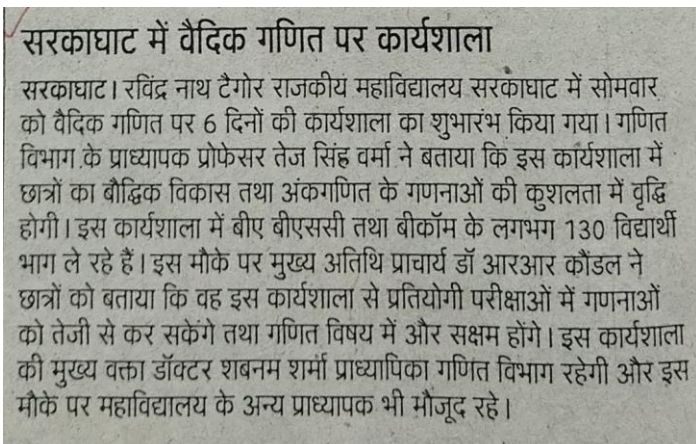 सरकाघाट में वैदिक गणित पर कार्यशाला
सरकाघाट। रविंद्र नाथ टैगोर राजकीय महाविद्यालय सरकाघाट में सोमवार
को वैदिक गणित पर 6 दिनों की कार्यशाला का शुभारंभ किया गया। गणित
विभाग के प्राध्यापक प्रोफेसर तेज सिंह वर्मा ने बताया कि इस कार्यशाला में
छात्रों का बौद्धिक विकास तथा अंकगणित के गणनाओं की कुशलता में वृद्धि
होगी। इस कार्यशाला में बीए बीएससी तथा बीकॉम के लगभग 130 विद्यार्थी
भाग ले रहे हैं। इस मौके पर मुख्य अतिथि प्राचार्य डॉ आरआर कौंडल ने
छात्रों को बताया कि वह इस कार्यशाला से प्रतियोगी परीक्षाओं में गणनाओं
को तेजी से कर सकेंगे तथा गणित विषय में और सक्षम होंगे। इस कार्यशाला
की मुख्य वक्ता डॉक्टर शबनम शर्मा प्राध्यापिका गणित विभाग रहेगी और इस
मौके पर महाविद्यालय के अन्य प्राध्यापक भी मौजूद रहे।